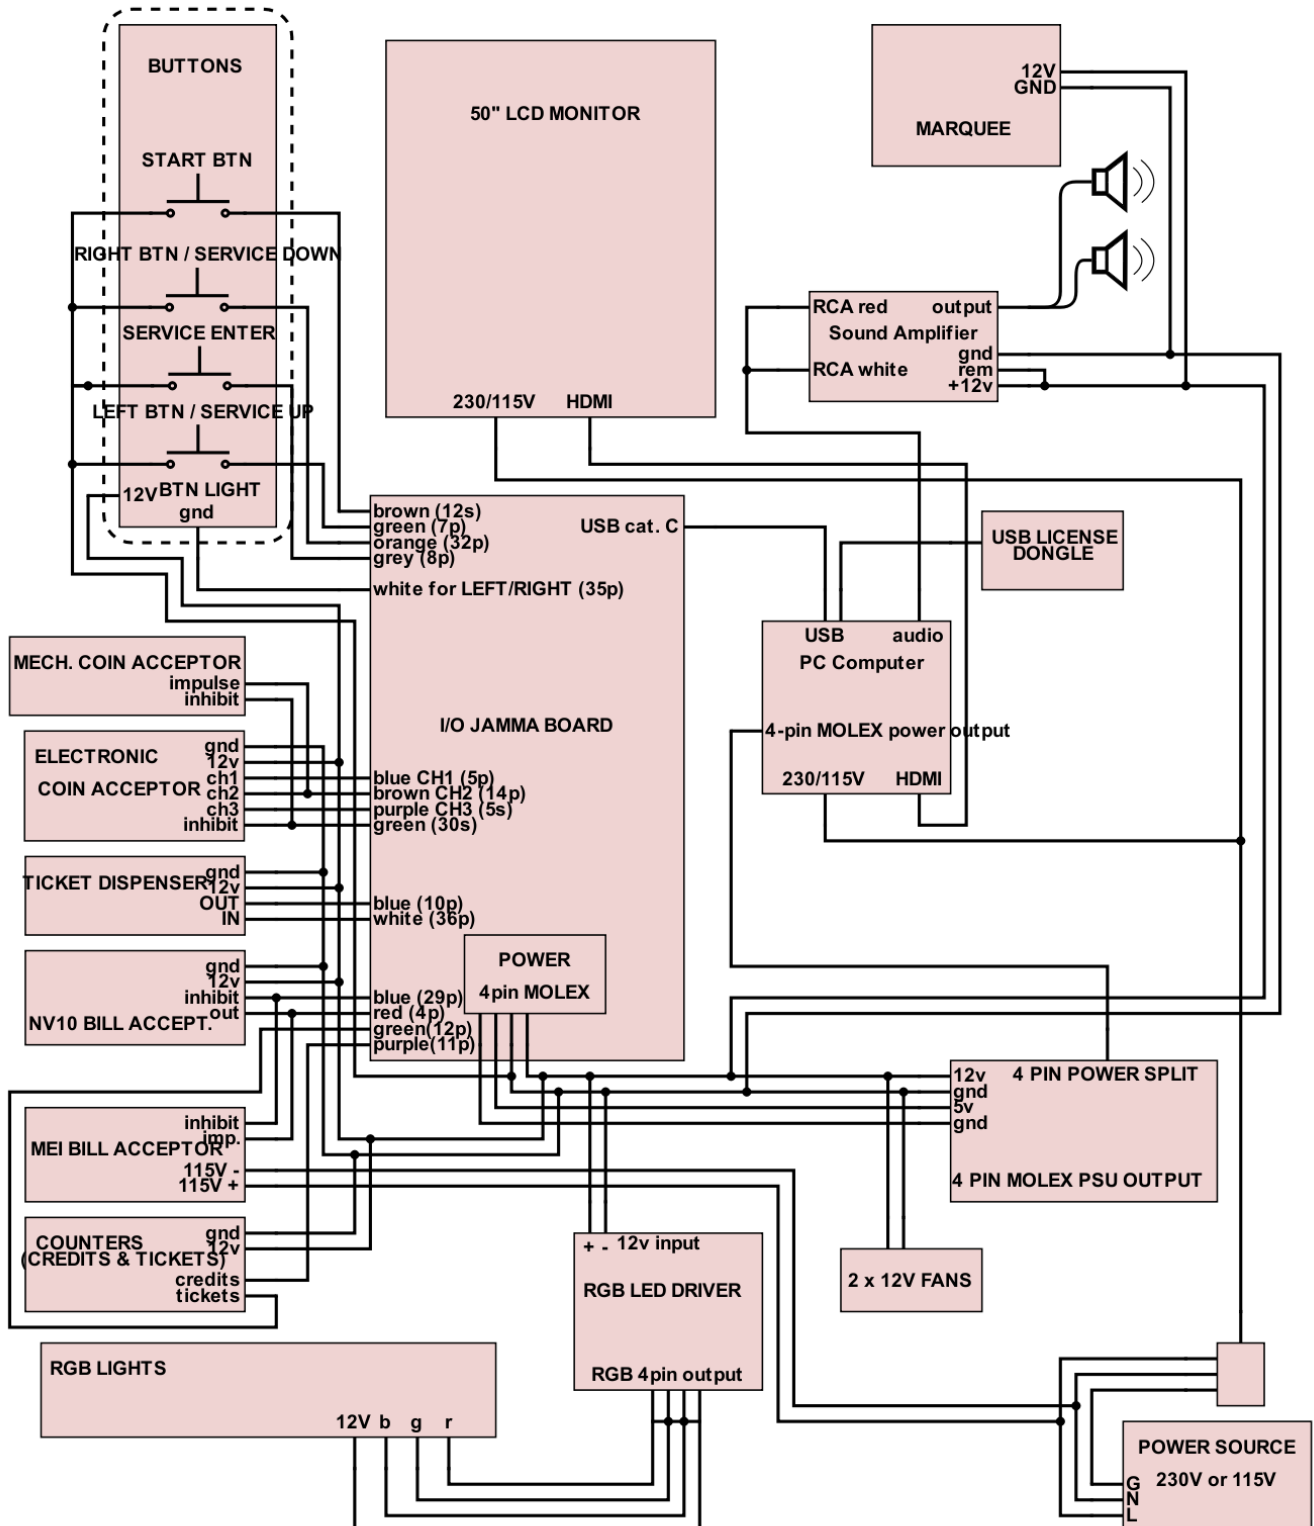 BUTTONS
START BTN
RIGHT BTN / SERVICE DOWN
SERVICE ENTER
LEFT BTN / SERVICE UP
12V
BTN LIGHT
gnd
50" LCD MONITOR
230/115V HDMI
MARQUEE
12V
GND
RCA red output
Sound Amplifier
gnd
RCA white rem
+12v
USB LICENSE
DONGLE
USB audio
PC Computer
4-pin MOLEX power output
230/115V HDMI
I/O JAMMA BOARD
brown (12s)
green (7p)
orange (32p)
grey (8p)
white for LEFT/RIGHT (35p)
USB cat. C
blue CH1 (5p)
brown CH2 (14p)
purple CH3 (5s)
green (30s)
blue (10p)
white (36p)
blue (29p)
red (4p)
green(12p)
purple(11p)
POWER
4pin MOLEX
MECH. COIN ACCEPTOR
impulse
inhibit
ELECTRONIC
COIN ACCEPTOR
gnd
12v
ch1
ch2
ch3
inhibit
TICKET DISPENSER
gnd
12v
OUT
IN
NV10 BILL ACCEPT.
gnd
12v
inhibit
out
MEI BILL ACCEPTOR
inhibit
imp.
115V -
115V +
COUNTERS
(CREDITS & TICKETS)
gnd
12v
credits
tickets
4 PIN POWER SPLIT
12v
gnd
5v
gnd
4 PIN MOLEX PSU OUTPUT
+ - 12v input
RGB LED DRIVER
RGB 4pin output
2 x 12V FANS
RGB LIGHTS
12V b g r
POWER SOURCE
230V or 115V
G
N
L